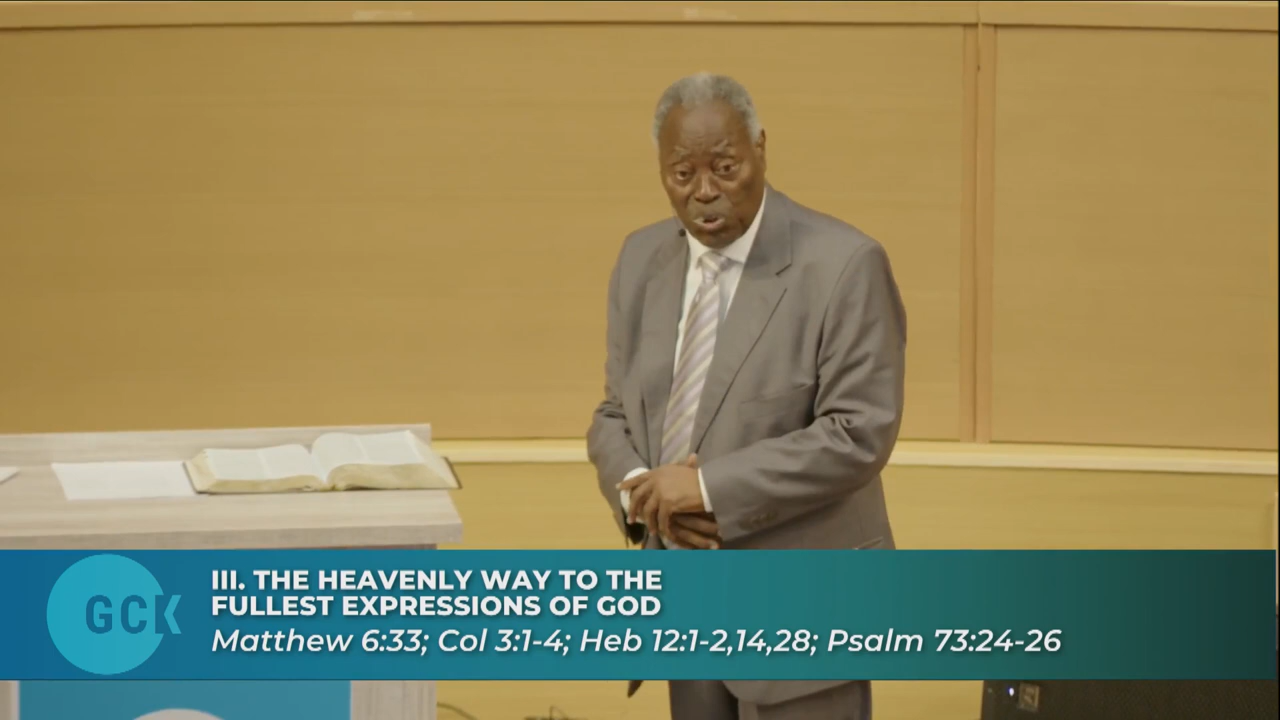 GCK
III. THE HEAVENLY WAY TO THE
FULLEST EXPRESSIONS OF GOD
Matthew 6:33; Col 3:1-4; Heb 12:1-2,14,28; Psalm 73:24-26